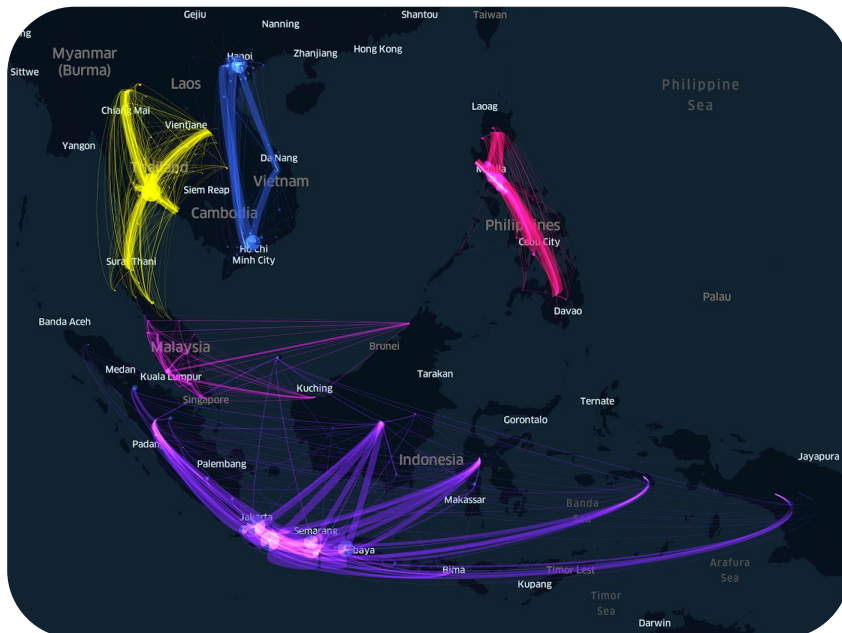 Gejiu
Shantou
Taiwan
Nanning
ng
Hong Kong
Zhanjiang
Myanmar
(Burma)
Hanoi
Sittwe
Laos
Philippine
Sea
Laoag
Chiang Mai
Vientiane
Yangon
Da Nang
Thailand
Manila
Vietnam
Siem Reap
Cambodia
Philippines
Cebu City
Ho Chi
Minh City
Surat Thani
Palau
Davao
Banda Aceh
Malaysia
Brunei
Medan
Kuala Lumpur
Tarakan
Kuching
Singapore
Ternate
Gorontalo
Padang
Jayapura
Palembang
Indonesia
Makassar
Banda
Sea
Jakarta
Semarang
baya
Bima
Timor Lest
Arafura
Sea
Kupang
Timor
Sea
Darwin